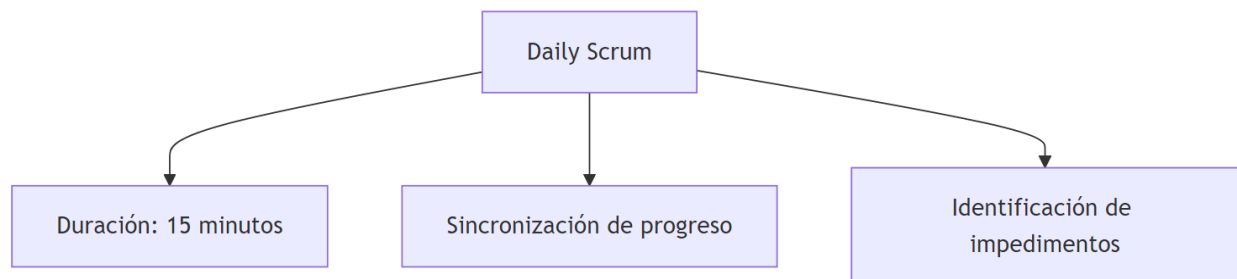 Daily Scrum
Duración: 15 minutos
Sincronización de progreso
Identificación de
impedimentos